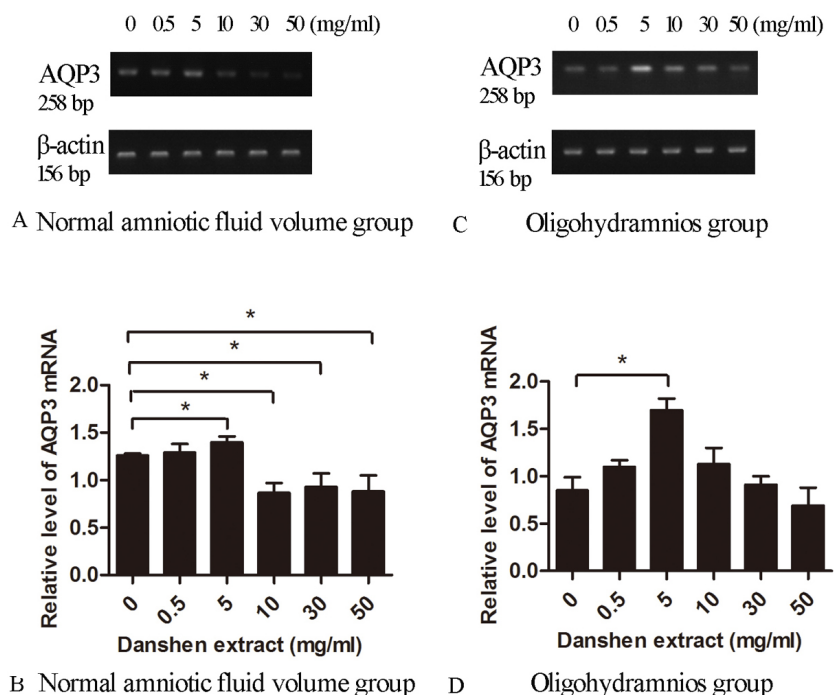 0 0.5 5 10 30 50 (mg/ml)
AQP3
258 bp
β-actin
156 bp
A Normal amniotic fluid volume group
0 0.5 5 10 30 50 (mg/ml)
AQP3
258 bp
β-actin
156 bp
C Oligohydramnios group
*
*
*
*
Relative level of AQP3 mRNA
2.0
1.5
1.0
0.5
0.0
0 0.5 5 10 30 50
Danshen extract (mg/ml)
B Normal amniotic fluid volume group
*
Relative level of AQP3 mRNA
2.0
1.5
1.0
0.5
0.0
0 0.5 5 10 30 50
Danshen extract (mg/ml)
D Oligohydramnios group